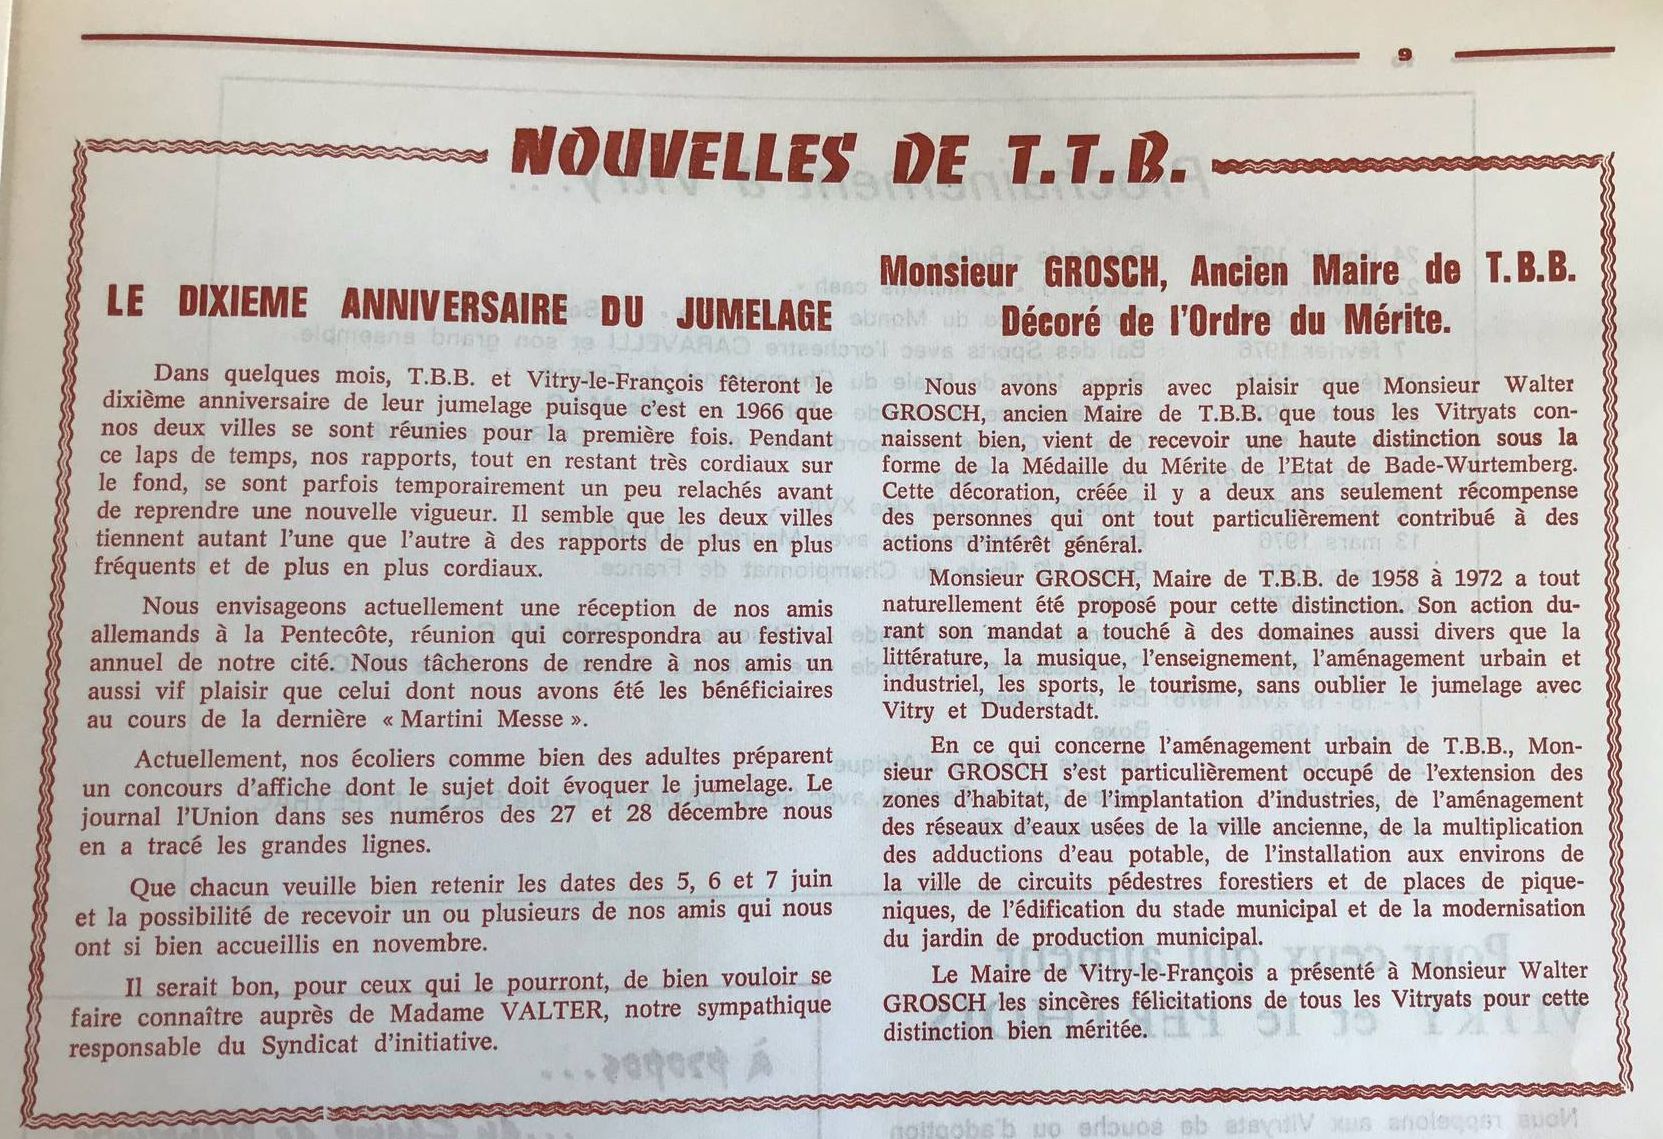 9
NOUVELLES DE T.T.B.
LE DIXIEME ANNIVERSAIRE DU JUMELAGE
Dans quelques mois, T.B.B. et Vitry-le-François fêteront le
dixième anniversaire de leur jumelage puisque c'est en 1966 que
nos deux villes se sont réunies pour la première fois. Pendant
ce laps de temps, nos rapports, tout en restant très cordiaux sur
le fond, se sont parfois temporairement un peu relachés avant
de reprendre une nouvelle vigueur. Il semble que les deux villes
tiennent autant l'une que l'autre à des rapports de plus en plus
fréquents et de plus en plus cordiaux.
Nous envisageons actuellement une réception de nos amis
allemands à la Pentecôte, réunion qui correspondra au festival
annuel de notre cité. Nous tâcherons de rendre à nos amis un
aussi vif plaisir que celui dont nous avons été les bénéficiaires
au cours de la dernière « Martini Messe ».
Actuellement, nos écoliers comme bien des adultes préparent
un concours d'affiche dont le sujet doit évoquer le jumelage. Le
journal l'Union dans ses numéros des 27 et 28 décembre nous
en a tracé les grandes lignes.
Que chacun veuille bien retenir les dates des 5, 6 et 7 juin
et la possibilité de recevoir un ou plusieurs de nos amis qui nous
ont si bien accueillis en novembre.
Il serait bon, pour ceux qui le pourront, de bien vouloir se
faire connaître auprès de Madame VALTER, notre sympathique
responsable du Syndicat d'initiative.
Monsieur GROSCH, Ancien Maire de T.B.B.
Décoré de l'Ordre du Mérite.
Nous avons appris avec plaisir que Monsieur Walter
GROSCH, ancien Maire de T.B.B. que tous les Vitryats con-
naissent bien, vient de recevoir une haute distinction sous la
forme de la Médaille du Mérite de l'Etat de Bade-Wurtemberg.
Cette décoration, créée il y a deux ans seulement récompense
des personnes qui ont tout particulièrement contribué à des
actions d'intérêt général.
Monsieur GROSCH, Maire de T.B.B. de 1958 à 1972 a tout
naturellement été proposé pour cette distinction. Son action du-
rant son mandat a touché à des domaines aussi divers que la
littérature, la musique, l'enseignement, l'aménagement urbain et
industriel, les sports, le tourisme, sans oublier le jumelage avec
Vitry et Duderstadt.
En ce qui concerne l'aménagement urbain de T.B.B., Mon-
sieur GROSCH s'est particulièrement occupé de l'extension des
zones d'habitat, de l'implantation d'industries, de l'aménagement
des réseaux d'eaux usées de la ville ancienne, de la multiplication
des adductions d'eau potable, de l'installation aux environs de
la ville de circuits pédestres forestiers et de places de pique-
niques, de l'édification du stade municipal et de la modernisation
du jardin de production municipal.
Le Maire de Vitry-le-François a présenté à Monsieur Walter
GROSCH les sincères félicitations de tous les Vitryats pour cette
distinction bien méritée.